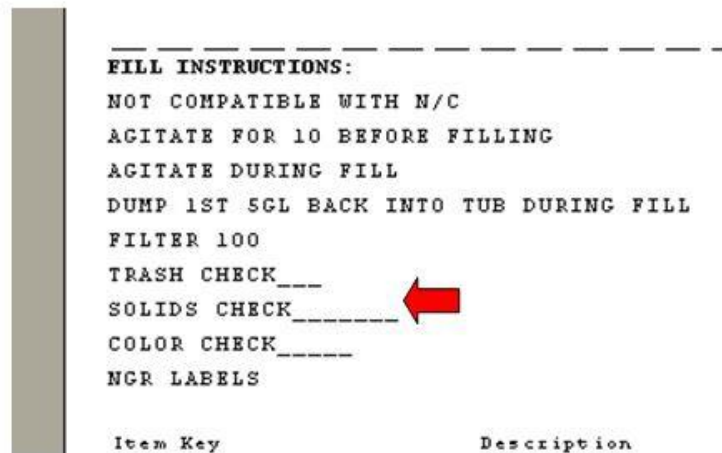 FILL INSTRUCTIONS:
NOT COMPATIBLE WITH N/C
AGITATE FOR 10 BEFORE FILLING
AGITATE DURING FILL
DUMP 1ST 5GL BACK INTO TUB DURING FILL
FILTER 100
TRASH CHECK___
SOLIDS CHECK_______
COLOR CHECK_____
NGR LABELS
Item Key Description